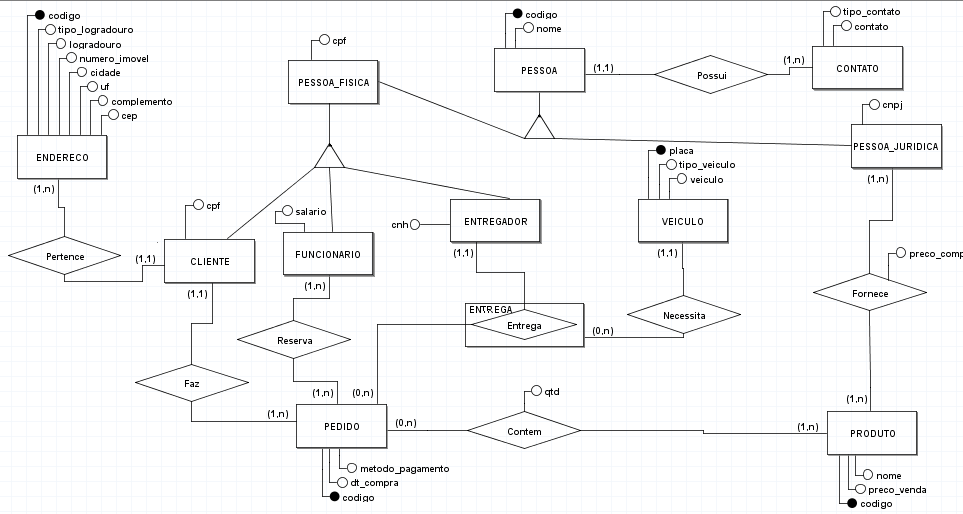 codigo
tipo_logradouro
logradouro
numero_imovel
cidade
uf
complemento
cep
ENDERECO
(1,n)
Pertence
(1,1)
cpf
PESSOA_FISICA
codigo
nome
PESSOA
(1,1)
Possui
(1,n)
tipo_contato
contato
CONTATO
cnpj
PESSOA_JURIDICA
(1,n)
placa
tipo_veiculo
veiculo
VEICULO
(1,1)
cpf
CLIENTE
(1,1)
salario
FUNCIONARIO
(1,n)
cnh
ENTREGADOR
(1,1)
ENTREGA
Entrega
(0,n)
Necessita
preco_comp
Fornece
(1,n)
Reserva
(1,n)
(0,n)
Faz
(1,n)
PEDIDO
(0,n)
qtd
Contem
(1,n)
PRODUTO
metodo_pagamento
dt_compra
codigo
nome
preco_venda
codigo